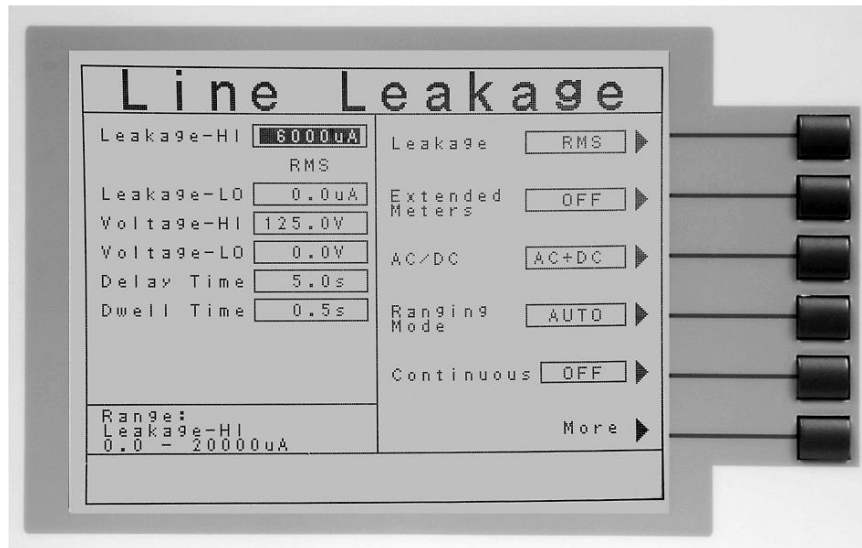 Line Leakage
Leakage-HI 6000uA
RMS
Leakage-LO 0.0uA
Voltage-HI 125.0V
Voltage-LO 0.0V
Delay Time 5.0s
Dwell Time 0.5s
Range:
Leakage-HI
0.0 - 20000uA
Leakage RMS
Extended
Meters OFF
AC/DC AC+DC
Ranging
Mode AUTO
Continuous OFF
More